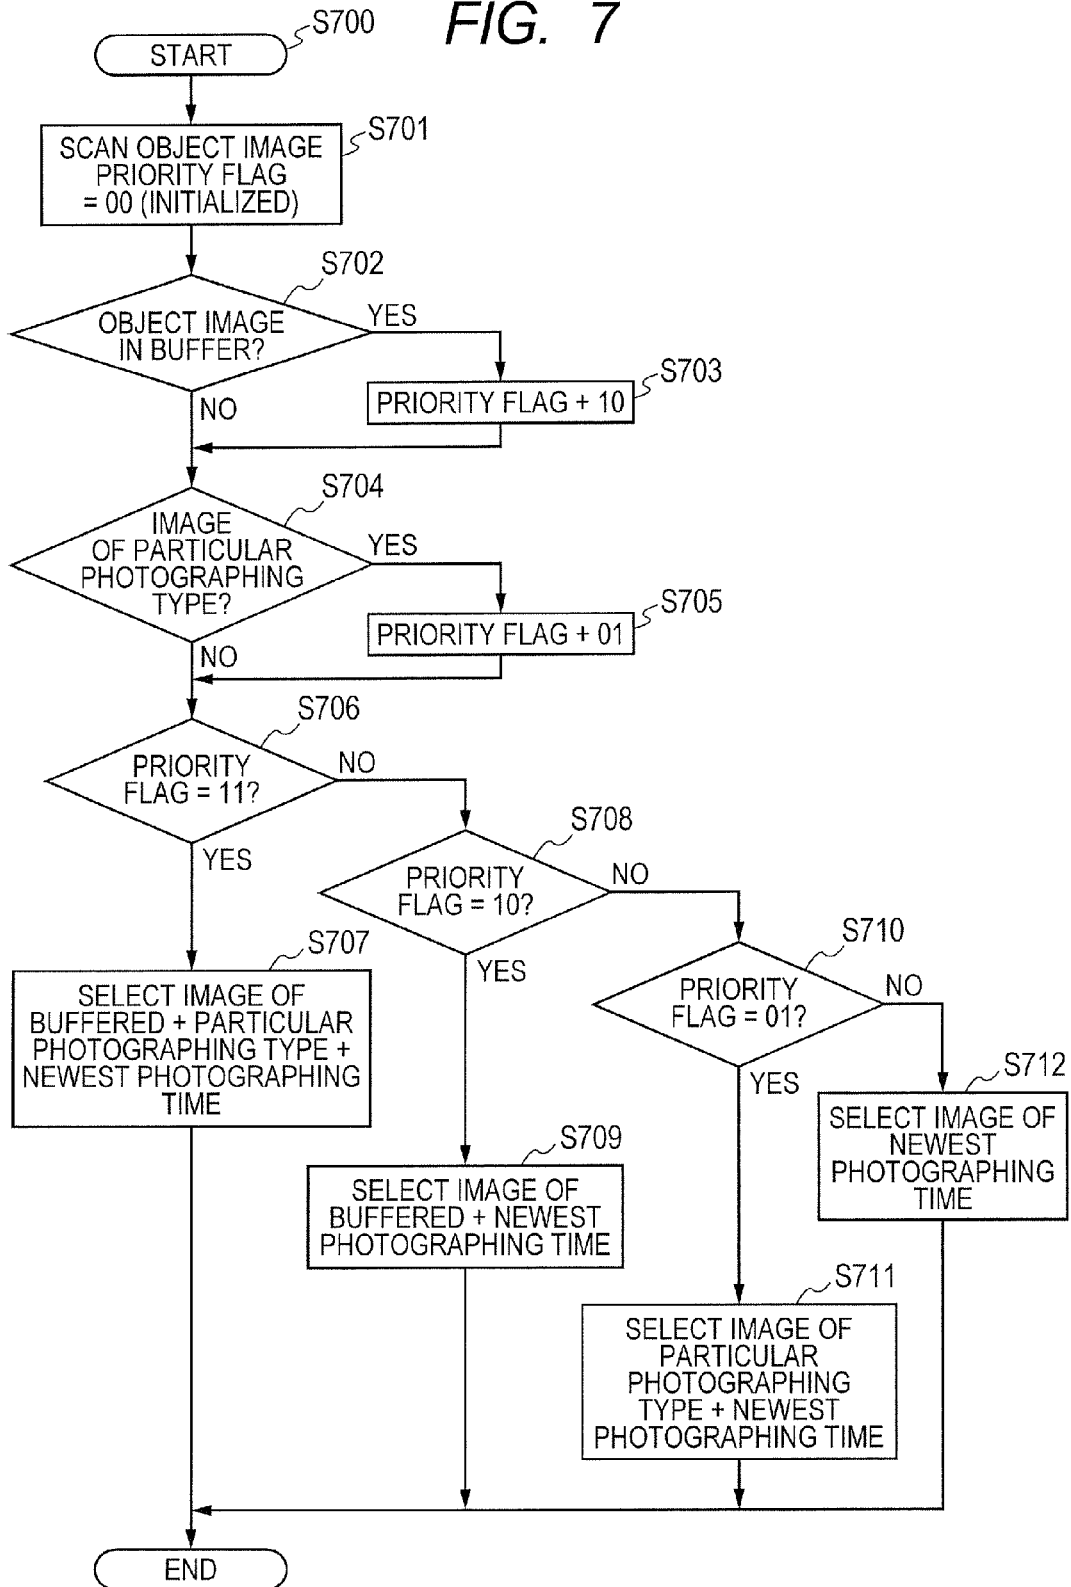 FIG. 7
S700
START
S701
SCAN OBJECT IMAGE
PRIORITY FLAG
= 00 (INITIALIZED)
S702
OBJECT IMAGE
IN BUFFER?
YES
NO
S703
PRIORITY FLAG + 10
S704
IMAGE
OF PARTICULAR
PHOTOGRAPHING
TYPE?
YES
NO
S705
PRIORITY FLAG + 01
S706
PRIORITY
FLAG = 11?
NO
YES
S708
PRIORITY
FLAG = 10?
NO
YES
S710
PRIORITY
FLAG = 01?
NO
YES
S707
SELECT IMAGE OF
BUFFERED + PARTICULAR
PHOTOGRAPHING TYPE +
NEWEST PHOTOGRAPHING
TIME
S709
SELECT IMAGE OF
BUFFERED + NEWEST
PHOTOGRAPHING TIME
S712
SELECT IMAGE OF
NEWEST
PHOTOGRAPHING
TIME
S711
SELECT IMAGE OF
PARTICULAR
PHOTOGRAPHING
TYPE + NEWEST
PHOTOGRAPHING TIME
END